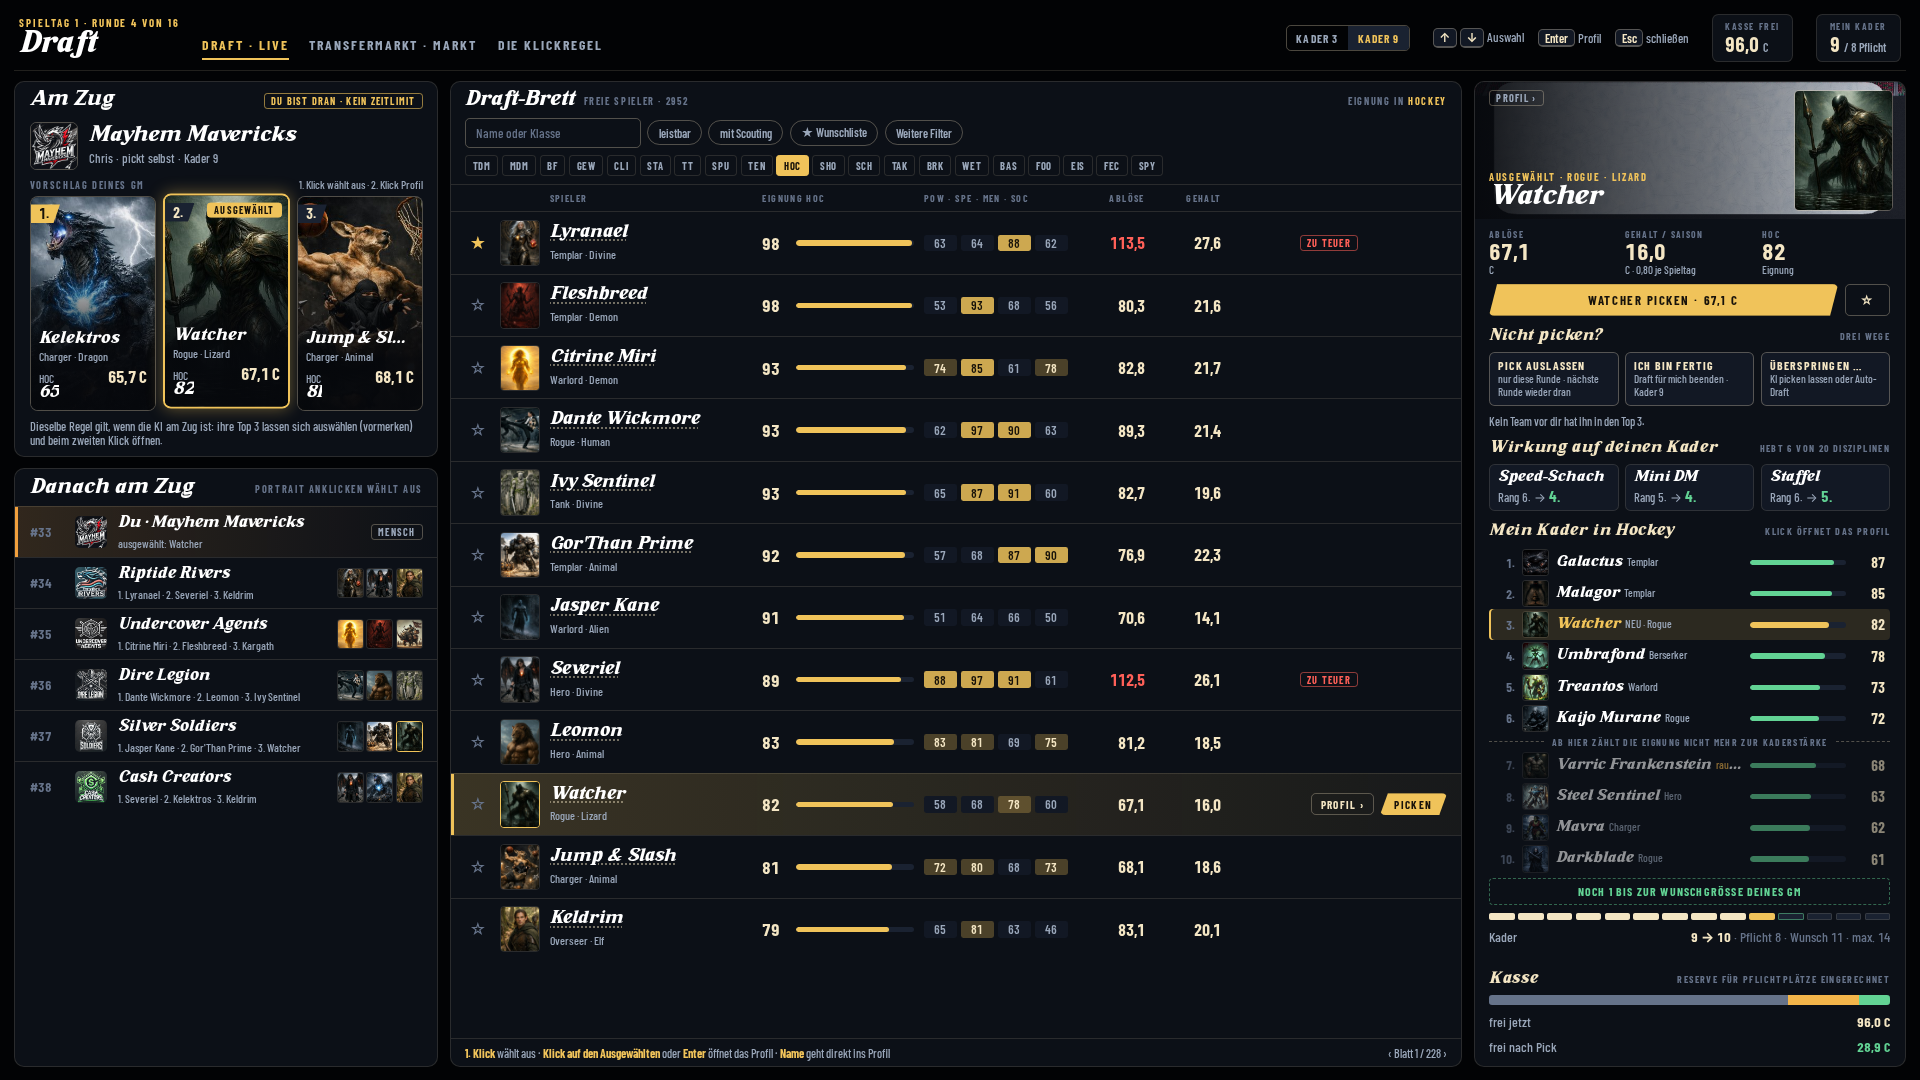 SPIELTAG 1 · RUNDE 4 VON 16
Draft
DRAFT · LIVE
TRANSFERMARKT · MARKT
DIE KLICKREGEL
KADER 3
KADER 9
↑ ↓ Auswahl
Enter Profil
Esc schließen
KASSE FREI
96,0 C
MEIN KADER
9 / 8 Pflicht
Am Zug
DU BIST DRAN · KEIN ZEITLIMIT
MAYHEM
Mayhem Mavericks
Chris · pickt selbst · Kader 9
VORSCHLAG DEINES GM
1. Klick wählt aus · 2. Klick Profil
1.
Kelektros
Charger · Dragon
HOC
65
65,7 C
2.
AUSGEWÄHLT
Watcher
Rogue · Lizard
HOC
82
67,1 C
3.
Jump & Sl...
Charger · Animal
HOC
81
68,1 C
Dieselbe Regel gilt, wenn die KI am Zug ist: ihre Top 3 lassen sich auswählen (vormerken)
und beim zweiten Klick öffnen.
Danach am Zug
PORTRAIT ANKLICKEN WÄHLT AUS
#33
Du · Mayhem Mavericks
ausgewählt: Watcher
MENSCH
#34
Riptide Rivers
1. Lyranael · 2. Severiel · 3. Keldrim
#35
Undercover Agents
1. Citrine Miri · 2. Fleshbreed · 3. Kargath
#36
Dire Legion
1. Dante Wickmore · 2. Leomon · 3. Ivy Sentinel
#37
Silver Soldiers
1. Jasper Kane · 2. Gor'Than Prime · 3. Watcher
#38
Cash Creators
1. Severiel · 2. Kelektros · 3. Keldrim
Draft-Brett
FREIE SPIELER · 2952
EIGNUNG IN HOCKEY
Name oder Klasse
leistbar
mit Scouting
★ Wunschliste
Weitere Filter
TDM MDM BF GEW CLI STA TT SPU TEN HOC SHO SCH TAK BRK WET BAS FOO EIS FEC SPY
SPIELER EIGNUNG HOC POW · SPE · MEN · SOC ABLÖSE GEHALT
★ Lyranael 98 63 64 88 62 113,5 27,6 ZU TEUER
Templar · Divine
☆ Fleshbreed 98 53 93 68 56 80,3 21,6
Templar · Demon
☆ Citrine Miri 93 74 85 61 78 82,8 21,7
Warlord · Demon
☆ Dante Wickmore 93 62 97 90 63 89,3 21,4
Rogue · Human
☆ Ivy Sentinel 93 65 87 91 60 82,7 19,6
Tank · Divine
☆ Gor'Than Prime 92 57 68 87 90 76,9 22,3
Templar · Animal
☆ Jasper Kane 91 51 64 66 50 70,6 14,1
Warlord · Alien
☆ Severiel 89 88 97 91 61 112,5 26,1 ZU TEUER
Hero · Divine
☆ Leomon 83 83 81 69 75 81,2 18,5
Hero · Animal
☆ Watcher 82 58 68 78 60 67,1 16,0 PROFIL › PICKEN
Rogue · Lizard
☆ Jump & Slash 81 72 80 68 73 68,1 18,6
Charger · Animal
☆ Keldrim 79 65 81 63 46 83,1 20,1
Overseer · Elf
1. Klick wählt aus · Klick auf den Ausgewählten oder Enter öffnet das Profil · Name geht direkt ins Profil
‹ Blatt 1 / 228 ›
PROFIL ›
AUSGEWÄHLT · ROGUE · LIZARD
Watcher
ABLÖSE
67,1
C
GEHALT / SAISON
16,0
C · 0,80 je Spieltag
HOC
82
Eignung
WATCHER PICKEN · 67,1 C
☆
Nicht picken?
DREI WEGE
PICK AUSLASSEN
nur diese Runde · nächste
Runde wieder dran
ICH BIN FERTIG
Draft für mich beenden ·
Kader 9
ÜBERSPRINGEN ...
KI picken lassen oder Auto-
Draft
Kein Team vor dir hat ihn in den Top 3.
Wirkung auf deinen Kader
HEBT 6 VON 20 DISZIPLINEN
Speed-Schach
Rang 6. → 4.
Mini DM
Rang 5. → 4.
Staffel
Rang 6. → 5.
Mein Kader in Hockey
KLICK ÖFFNET DAS PROFIL
1. Galactus Templar 87
2. Malagor Templar 85
3. Watcher NEU · Rogue 82
4. Umbrafond Berserker 78
5. Treantos Warlord 73
6. Kaijo Murane Rogue 72
AB HIER ZÄHLT DIE EIGNUNG NICHT MEHR ZUR KADERSTÄRKE
7. Varric Frankenstein rau... 68
8. Steel Sentinel Hero 63
9. Mavra Charger 62
10. Darkblade Rogue 61
NOCH 1 BIS ZUR WUNSCHGRÖSSE DEINES GM
Kader
9 → 10 · Pflicht 8 · Wunsch 11 · max. 14
Kasse
RESERVE FÜR PFLICHTPLÄTZE EINGERECHNET
frei jetzt 96,0 C
frei nach Pick 28,9 C